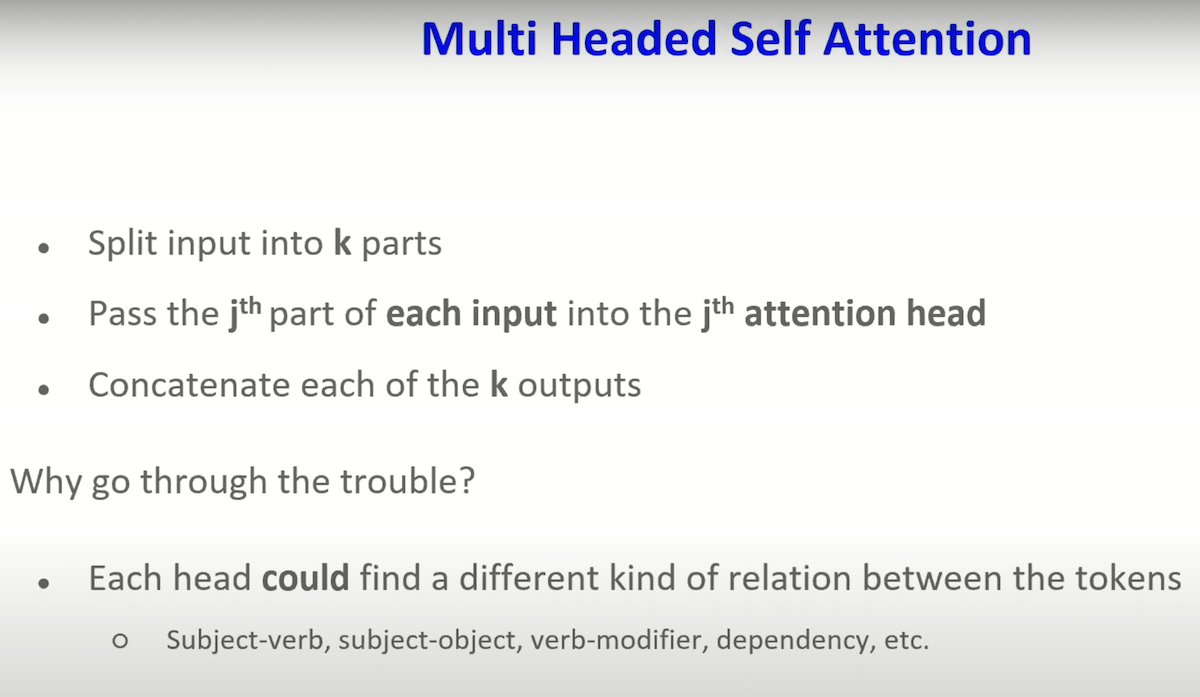 Multi Headed Self Attention
• Split input into k parts
• Pass the jth part of each input into the jth attention head
• Concatenate each of the k outputs
Why go through the trouble?
• Each head could find a different kind of relation between the tokens
○ Subject-verb, subject-object, verb-modifier, dependency, etc.